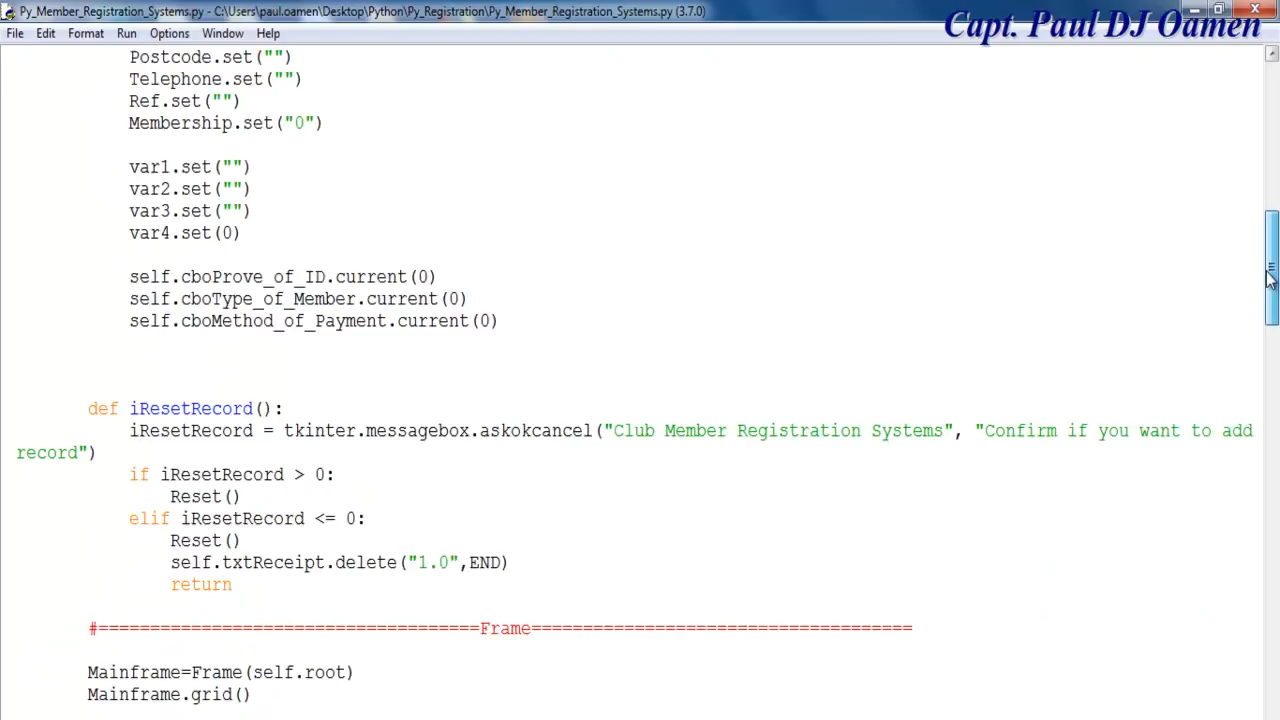 Py_Member_Registration_Systems.py - C:\Users\paul.oamen\Desktop\Python\Py_Registration\Py_Member_Registration_Systems.py (3.7.0)
Capt. Paul DJ Oamen
File Edit Format Run Options Window Help
Postcode.set("")
Telephone.set("")
Ref.set("")
Membership.set("0")
var1.set("")
var2.set("")
var3.set("")
var4.set(0)
self.cboProve_of_ID.current(0)
self.cboType_of_Member.current(0)
self.cboMethod_of_Payment.current(0)
def iResetRecord():
iResetRecord = tkinter.messagebox.askokcancel("Club Member Registration Systems", "Confirm if you want to add
record")
if iResetRecord > 0:
Reset()
elif iResetRecord <= 0:
Reset()
self.txtReceipt.delete("1.0",END)
return
#=====================================Frame=====================================
Mainframe=Frame(self.root)
Mainframe.grid()